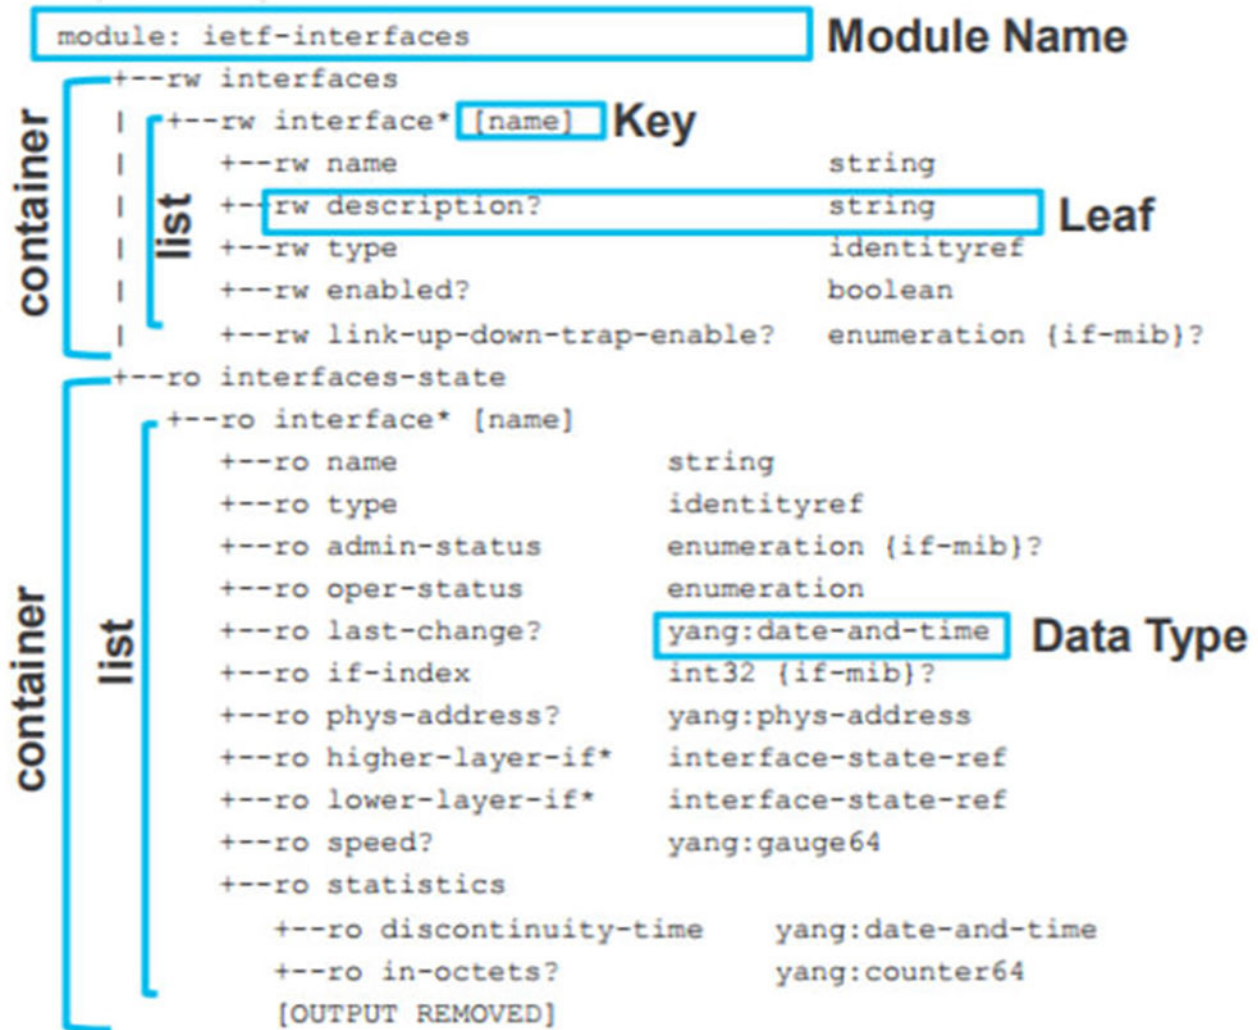 module: ietf-interfaces Module Name
+--rw interfaces
| +--rw interface* [name] Key
| +--rw name string
| +--rw description? string Leaf
| +--rw type identityref
| +--rw enabled? boolean
| +--rw link-up-down-trap-enable? enumeration {if-mib}?
container
list
+--ro interfaces-state
+--ro interface* [name]
+--ro name string
+--ro type identityref
+--ro admin-status enumeration {if-mib}?
+--ro oper-status enumeration
+--ro last-change? yang:date-and-time Data Type
+--ro if-index int32 {if-mib}?
+--ro phys-address? yang:phys-address
+--ro higher-layer-if* interface-state-ref
+--ro lower-layer-if* interface-state-ref
+--ro speed? yang:gauge64
+--ro statistics
+--ro discontinuity-time yang:date-and-time
+--ro in-octets? yang:counter64
[OUTPUT REMOVED]
container
list